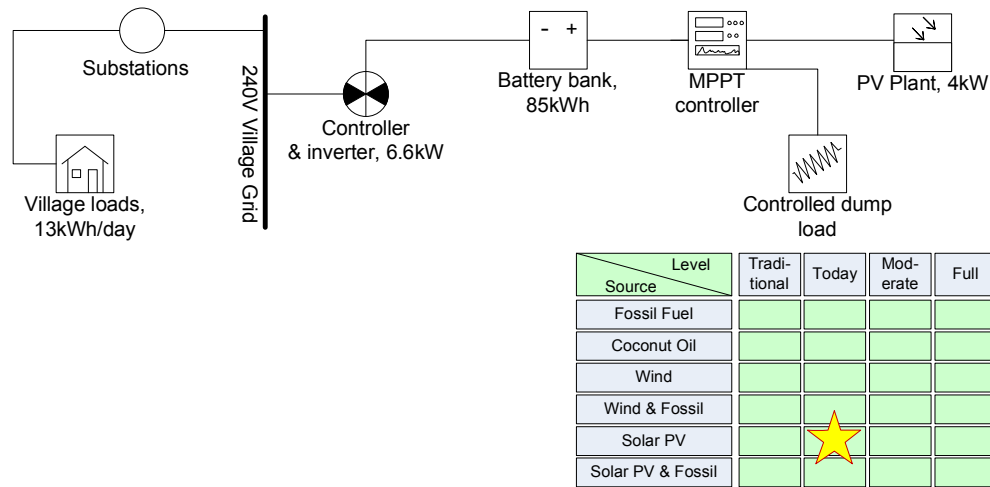 Substations
240V Village Grid
Village loads,
13kWh/day
Controller
& inverter, 6.6kW
- +
Battery bank,
85kWh
MPPT
controller
PV Plant, 4kW
Controlled dump
load
Level
Source
Tradi-
tional
Today
Mod-
erate
Full
Fossil Fuel
Coconut Oil
Wind
Wind & Fossil
Solar PV
Solar PV & Fossil